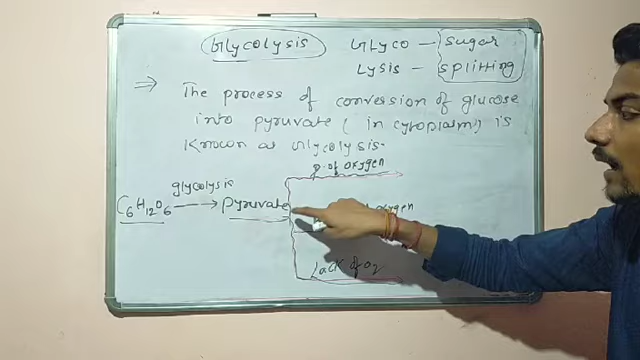 Glycolysis
Glyco — sugar
Lysis — splitting
⇒ The process of convession of glucose
into pyruvate (in cytoplasm) is
known as Glycolysis.
p. of oxygen
glycolysis
C6H12O6 → pyruvate
oxygen
Lack of O2